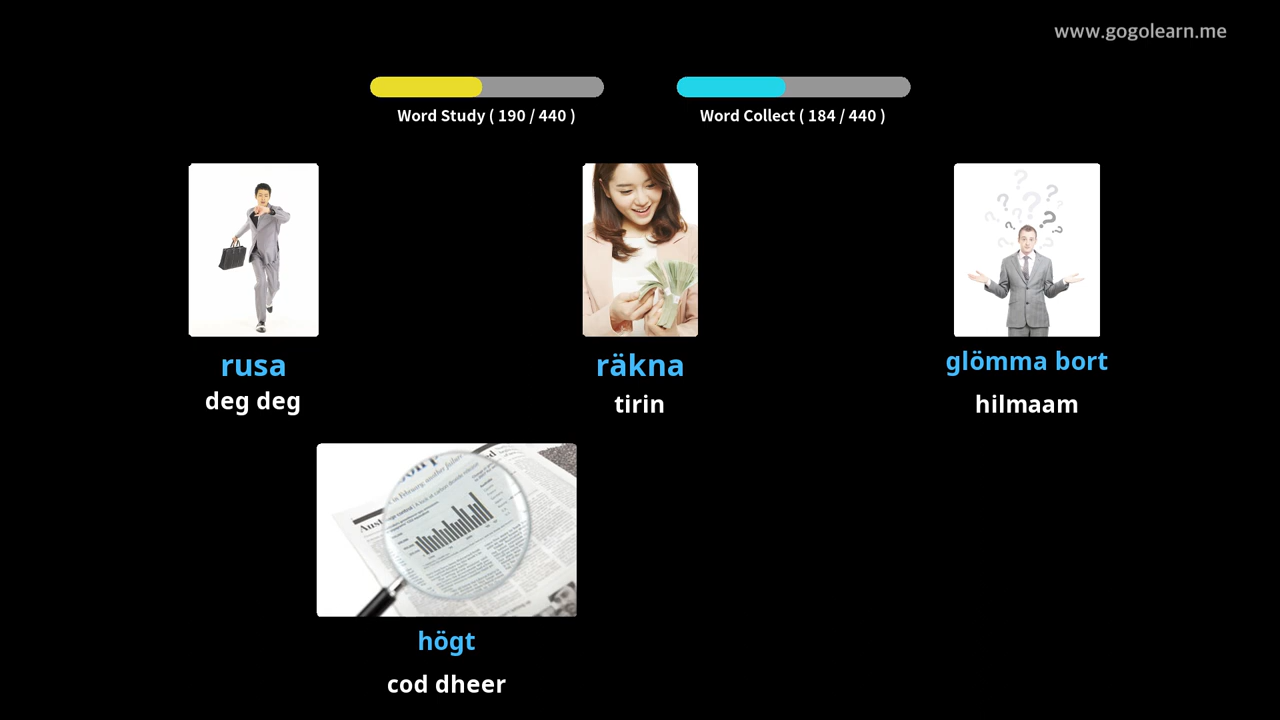 www.gogolearn.me
Word Study ( 190 / 440 )
Word Collect ( 184 / 440 )
rusa
räkna
glömma bort
deg deg
tirin
hilmaam
högt
cod dheer